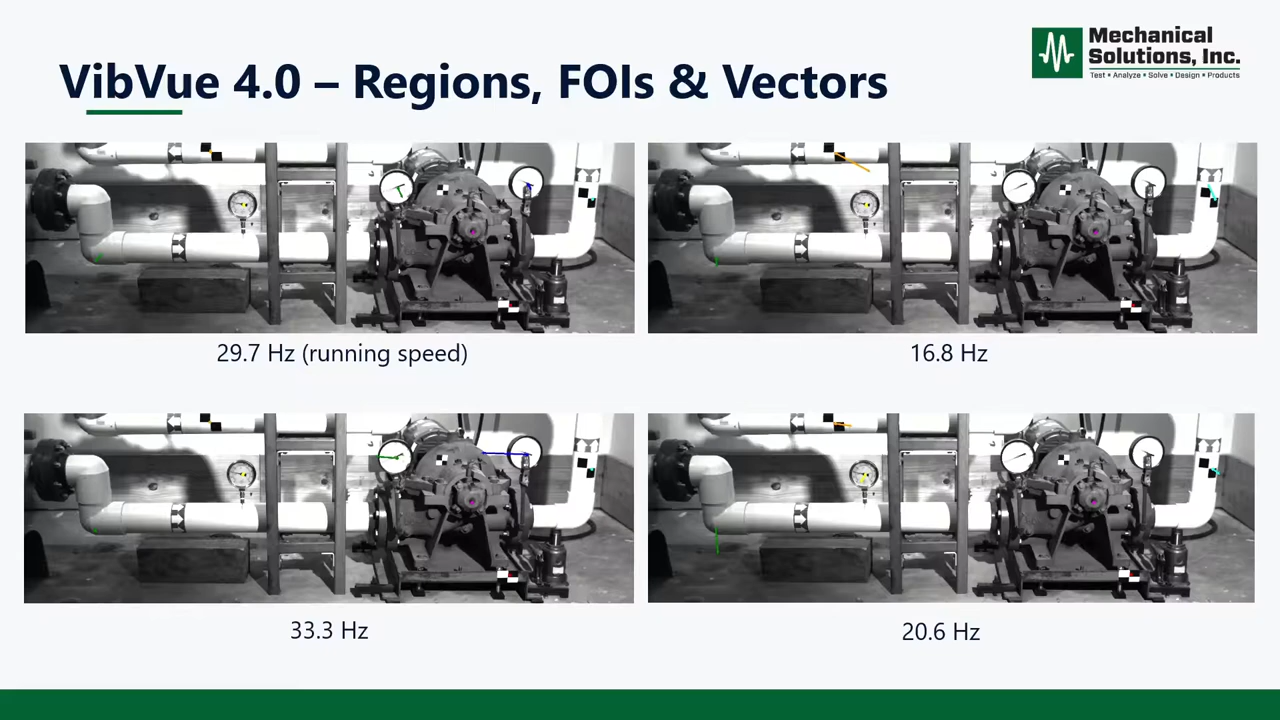 VibVue 4.0 – Regions, FOIs & Vectors
Mechanical
Solutions, Inc.
Test • Analyze • Solve • Design • Products
29.7 Hz (running speed)
16.8 Hz
33.3 Hz
20.6 Hz